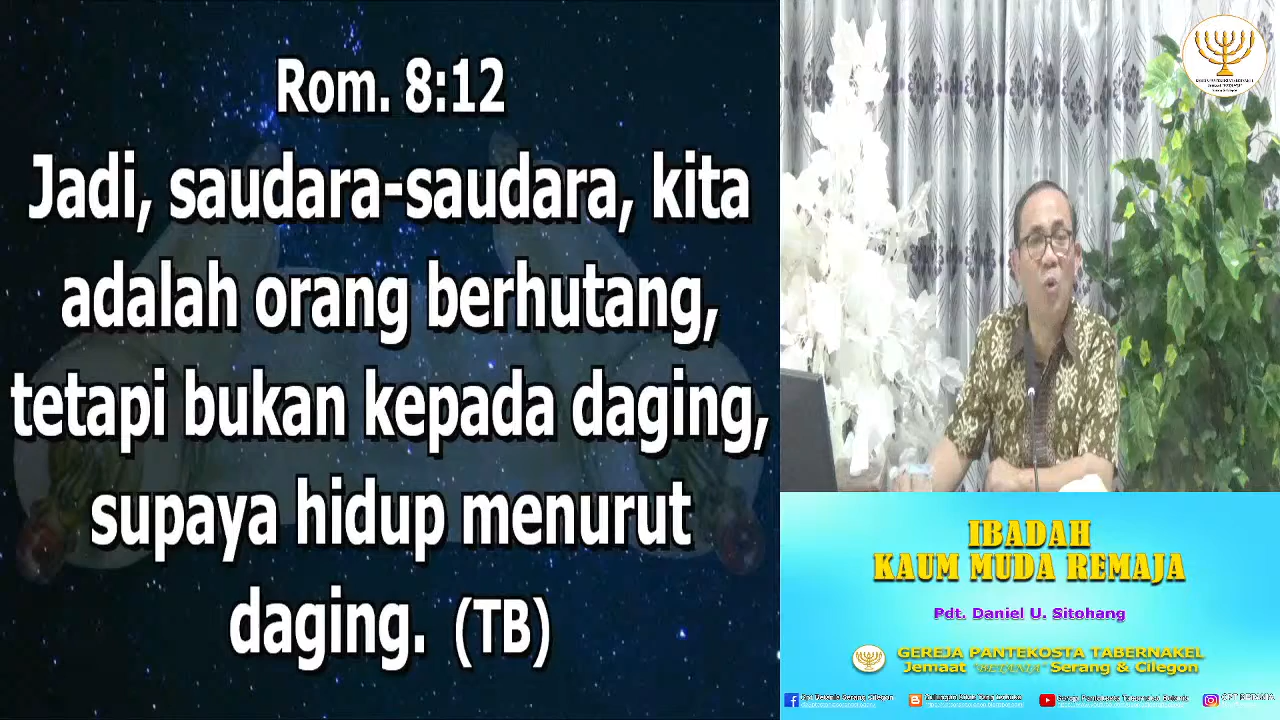 Rom. 8:12
Jadi, saudara-saudara, kita
adalah orang berhutang,
tetapi bukan kepada daging,
supaya hidup menurut
daging. (TB)
IBADAH
KAUM MUDA REMAJA
Pdt. Daniel U. Sitohang
GEREJA PANTEKOSTA TABERNAKEL
Jemaat "BETANIA" Serang & Cilegon